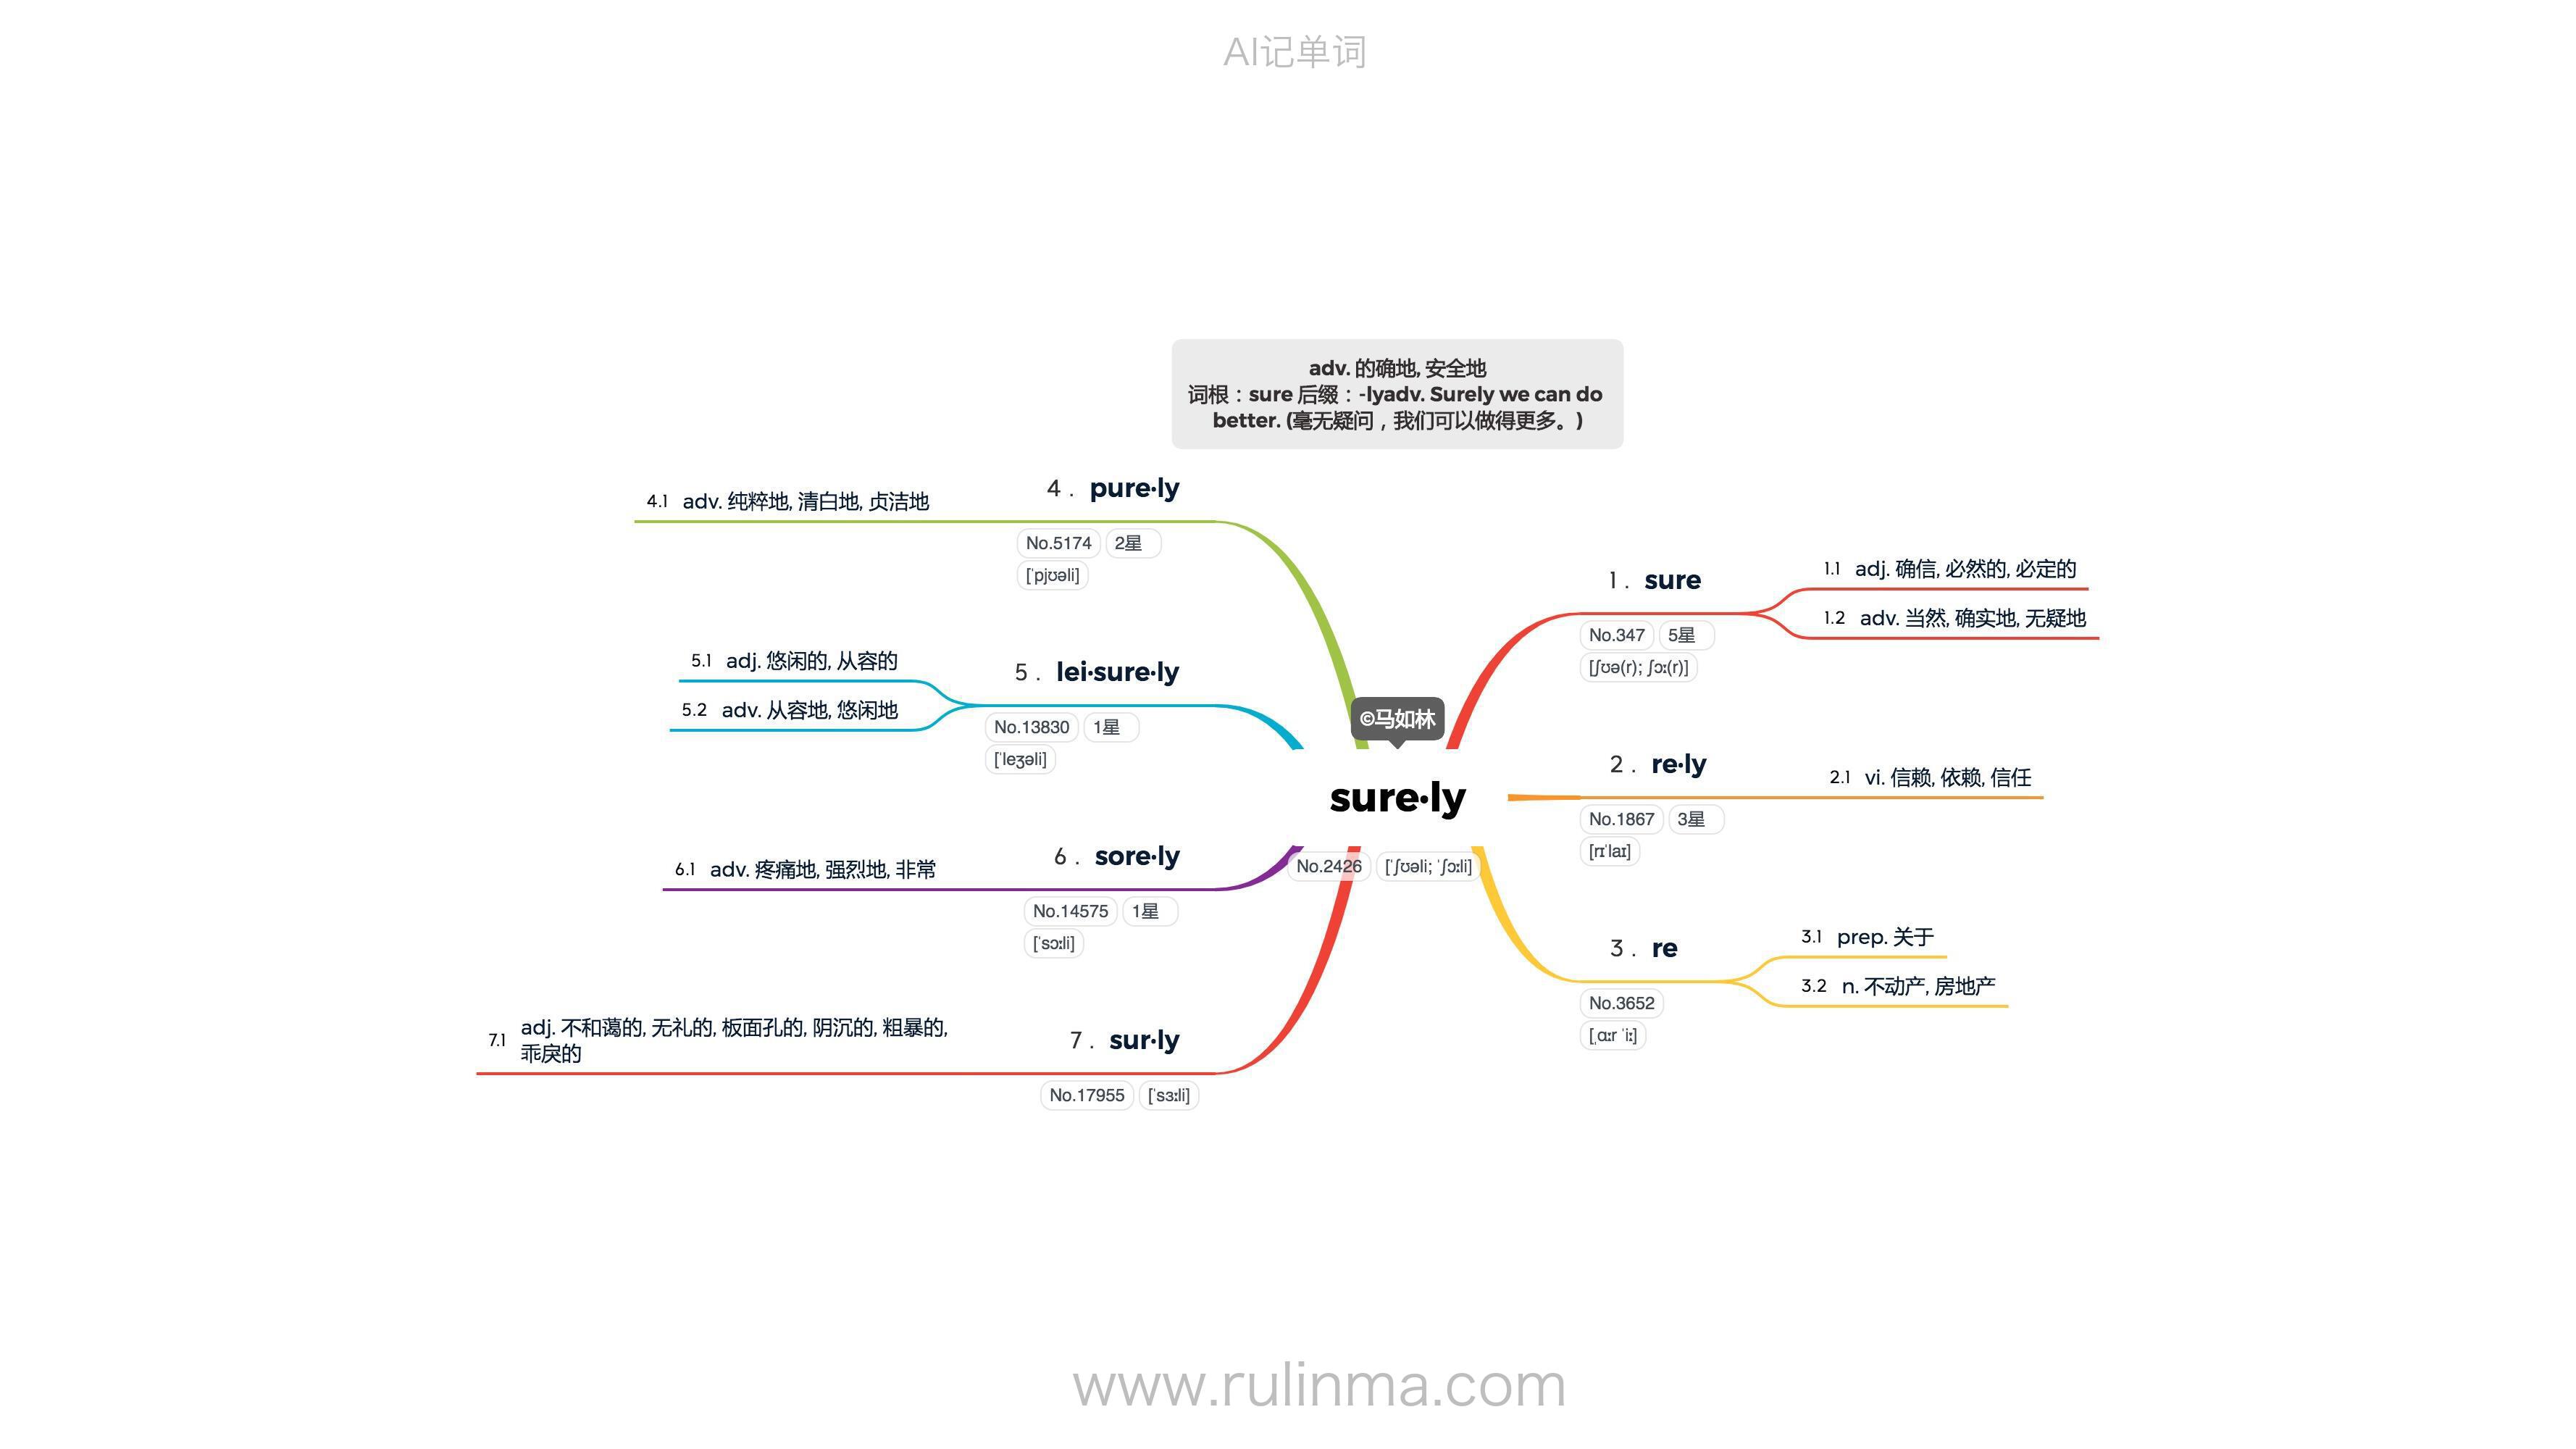 AI记单词
adv. 的确地, 安全地
词根：sure 后缀：-lyadv. Surely we can do
better. (毫无疑问，我们可以做得更多。)
©马如林
sure·ly
No.2426 [ˈʃʊəli; ˈʃɔːli]
1. sure
No.347 5星
[ʃʊə(r); ʃɔː(r)]
1.1 adj. 确信, 必然的, 必定的
1.2 adv. 当然, 确实地, 无疑地
2. re·ly
No.1867 3星
[rɪˈlaɪ]
2.1 vi. 信赖, 依赖, 信任
3. re
No.3652
[ˌɑːr ˈiː]
3.1 prep. 关于
3.2 n. 不动产, 房地产
4. pure·ly
No.5174 2星
[ˈpjʊəli]
4.1 adv. 纯粹地, 清白地, 贞洁地
5. lei·sure·ly
No.13830 1星
[ˈleʒəli]
5.1 adj. 悠闲的, 从容的
5.2 adv. 从容地, 悠闲地
6. sore·ly
No.14575 1星
[ˈsɔːli]
6.1 adv. 疼痛地, 强烈地, 非常
7. sur·ly
No.17955 [ˈsɜːli]
7.1 adj. 不和蔼的, 无礼的, 板面孔的, 阴沉的, 粗暴的,
乖戾的
www.rulinma.com